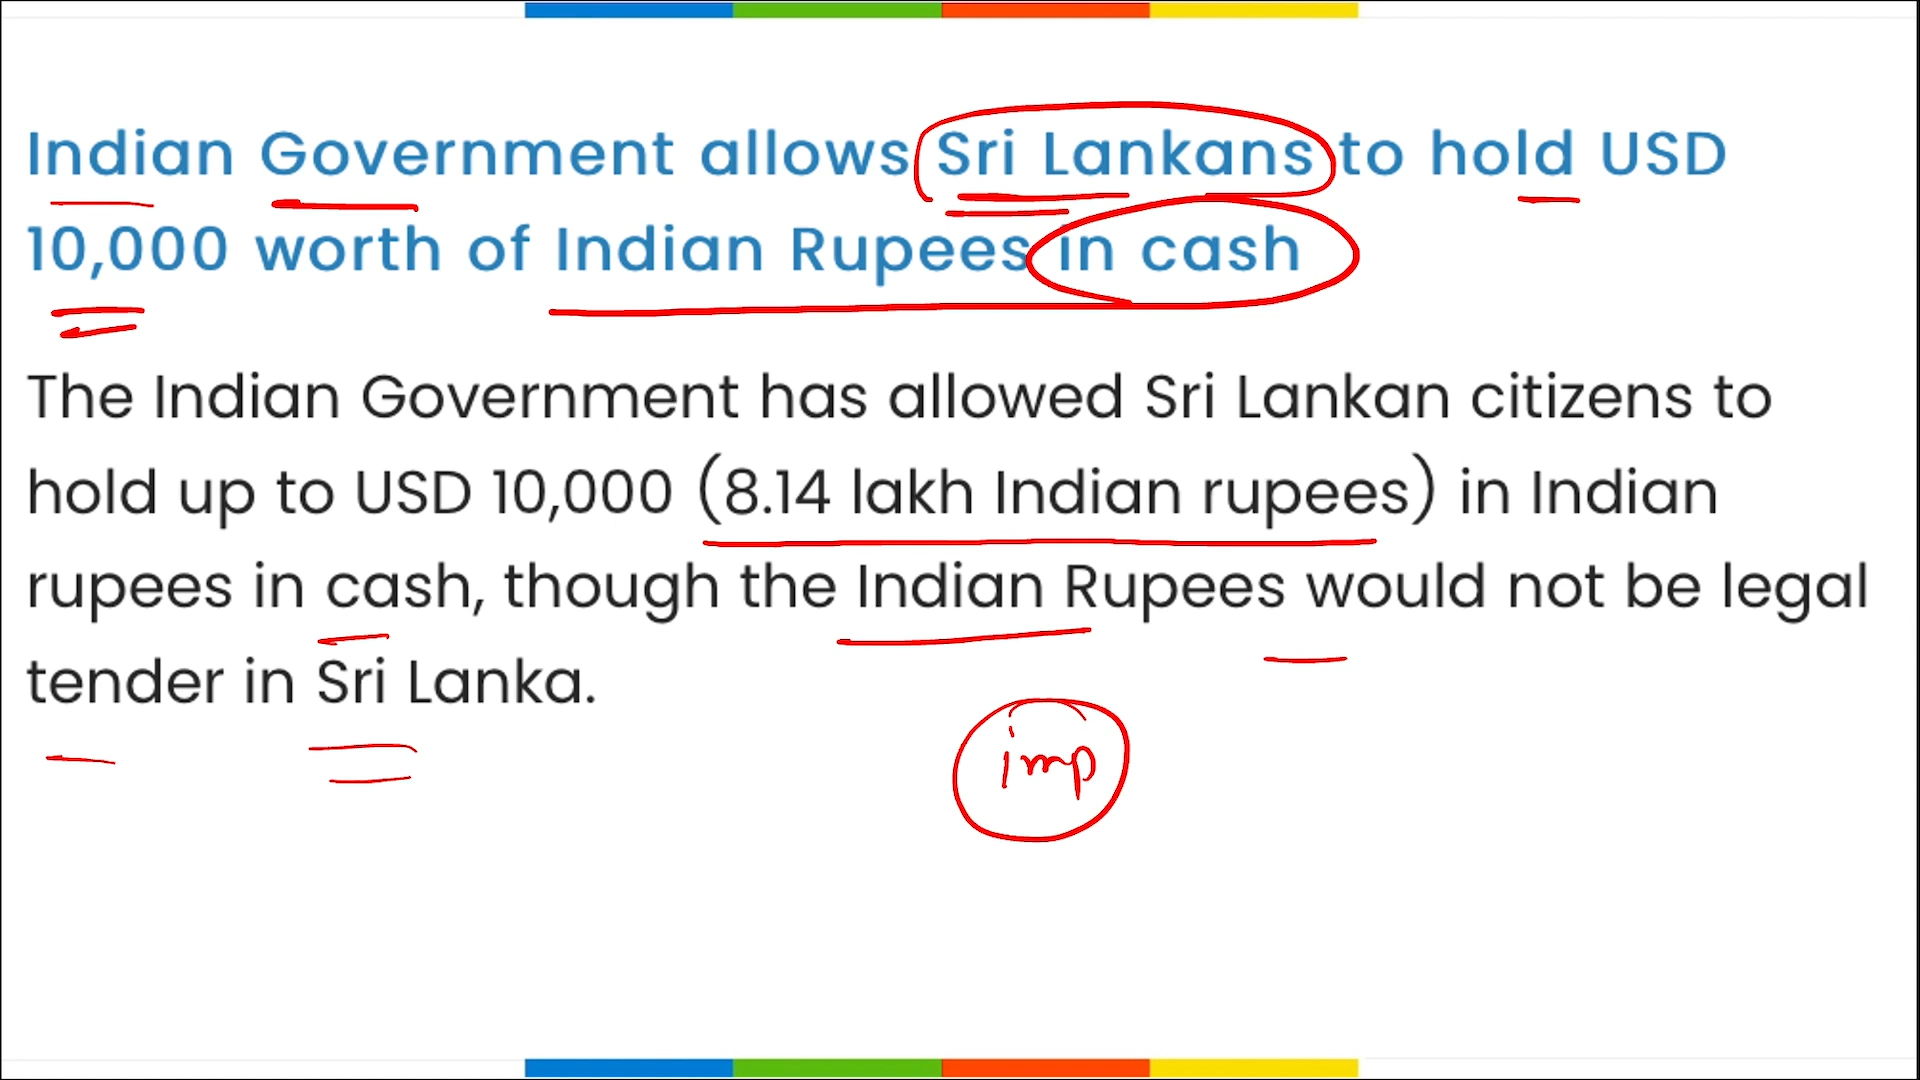 Indian Government allows Sri Lankans to hold USD
10,000 worth of Indian Rupees in cash
The Indian Government has allowed Sri Lankan citizens to
hold up to USD 10,000 (8.14 lakh Indian rupees) in Indian
rupees in cash, though the Indian Rupees would not be legal
tender in Sri Lanka.
imp